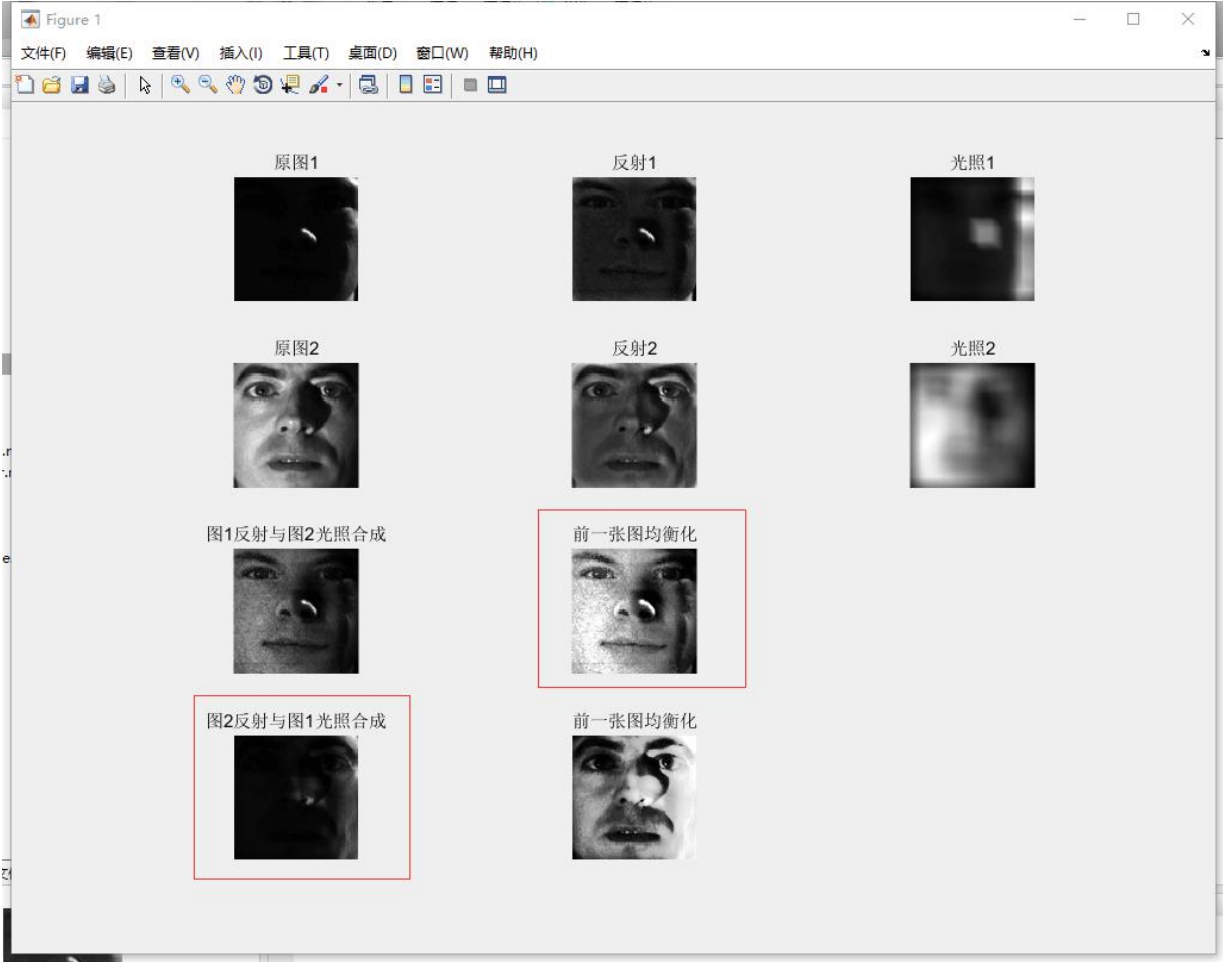 Figure 1
文件(F) 编辑(E) 查看(V) 插入(I) 工具(T) 桌面(D) 窗口(W) 帮助(H)
原图1 反射1 光照1
原图2 反射2 光照2
图1反射与图2光照合成 前一张图均衡化
图2反射与图1光照合成 前一张图均衡化